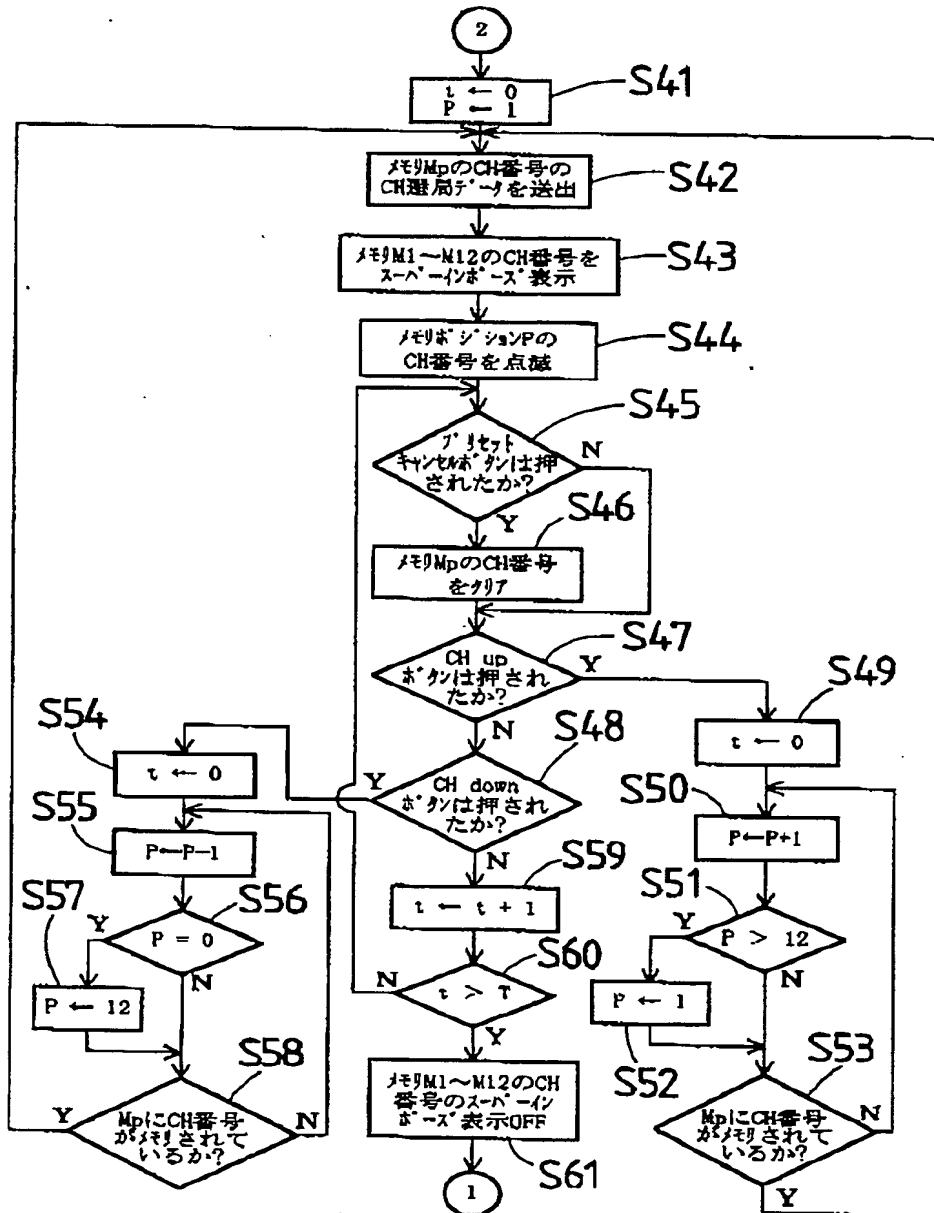 2
S41
t ← 0
P ← 1
S42
メモリMpのCH番号の
CH選局データを送出
S43
メモリM1～M12のCH番号を
スーパーインポーズ表示
S44
メモリポジションPの
CH番号を点滅
S45
プリセット
キャンセルボタンは押
されたか?
N
Y
S46
メモリMpのCH番号
をクリア
S47
CH up
ボタンは押され
たか?
Y
N
S48
CH down
ボタンは押され
たか?
Y
N
S49
t ← 0
S50
P←P+1
S51
P > 12
Y
N
S52
P ← 1
S53
MpにCH番号
がメモリされて
いるか?
N
Y
S54
t ← 0
S55
P←P−1
S56
P = 0
Y
N
S57
P ← 12
S58
MpにCH番号
がメモリされて
いるか?
Y
N
S59
t ← t + 1
S60
t > T
N
Y
S61
メモリM1～M12のCH
番号のスーパーイン
ポーズ表示OFF
1